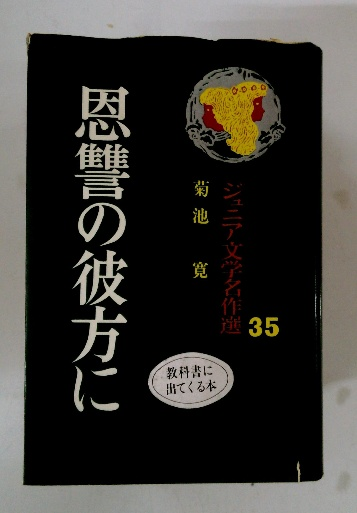 ジュニア文学名作選 35
菊池 寛
恩讐の彼方に
教科書に
出てくる本